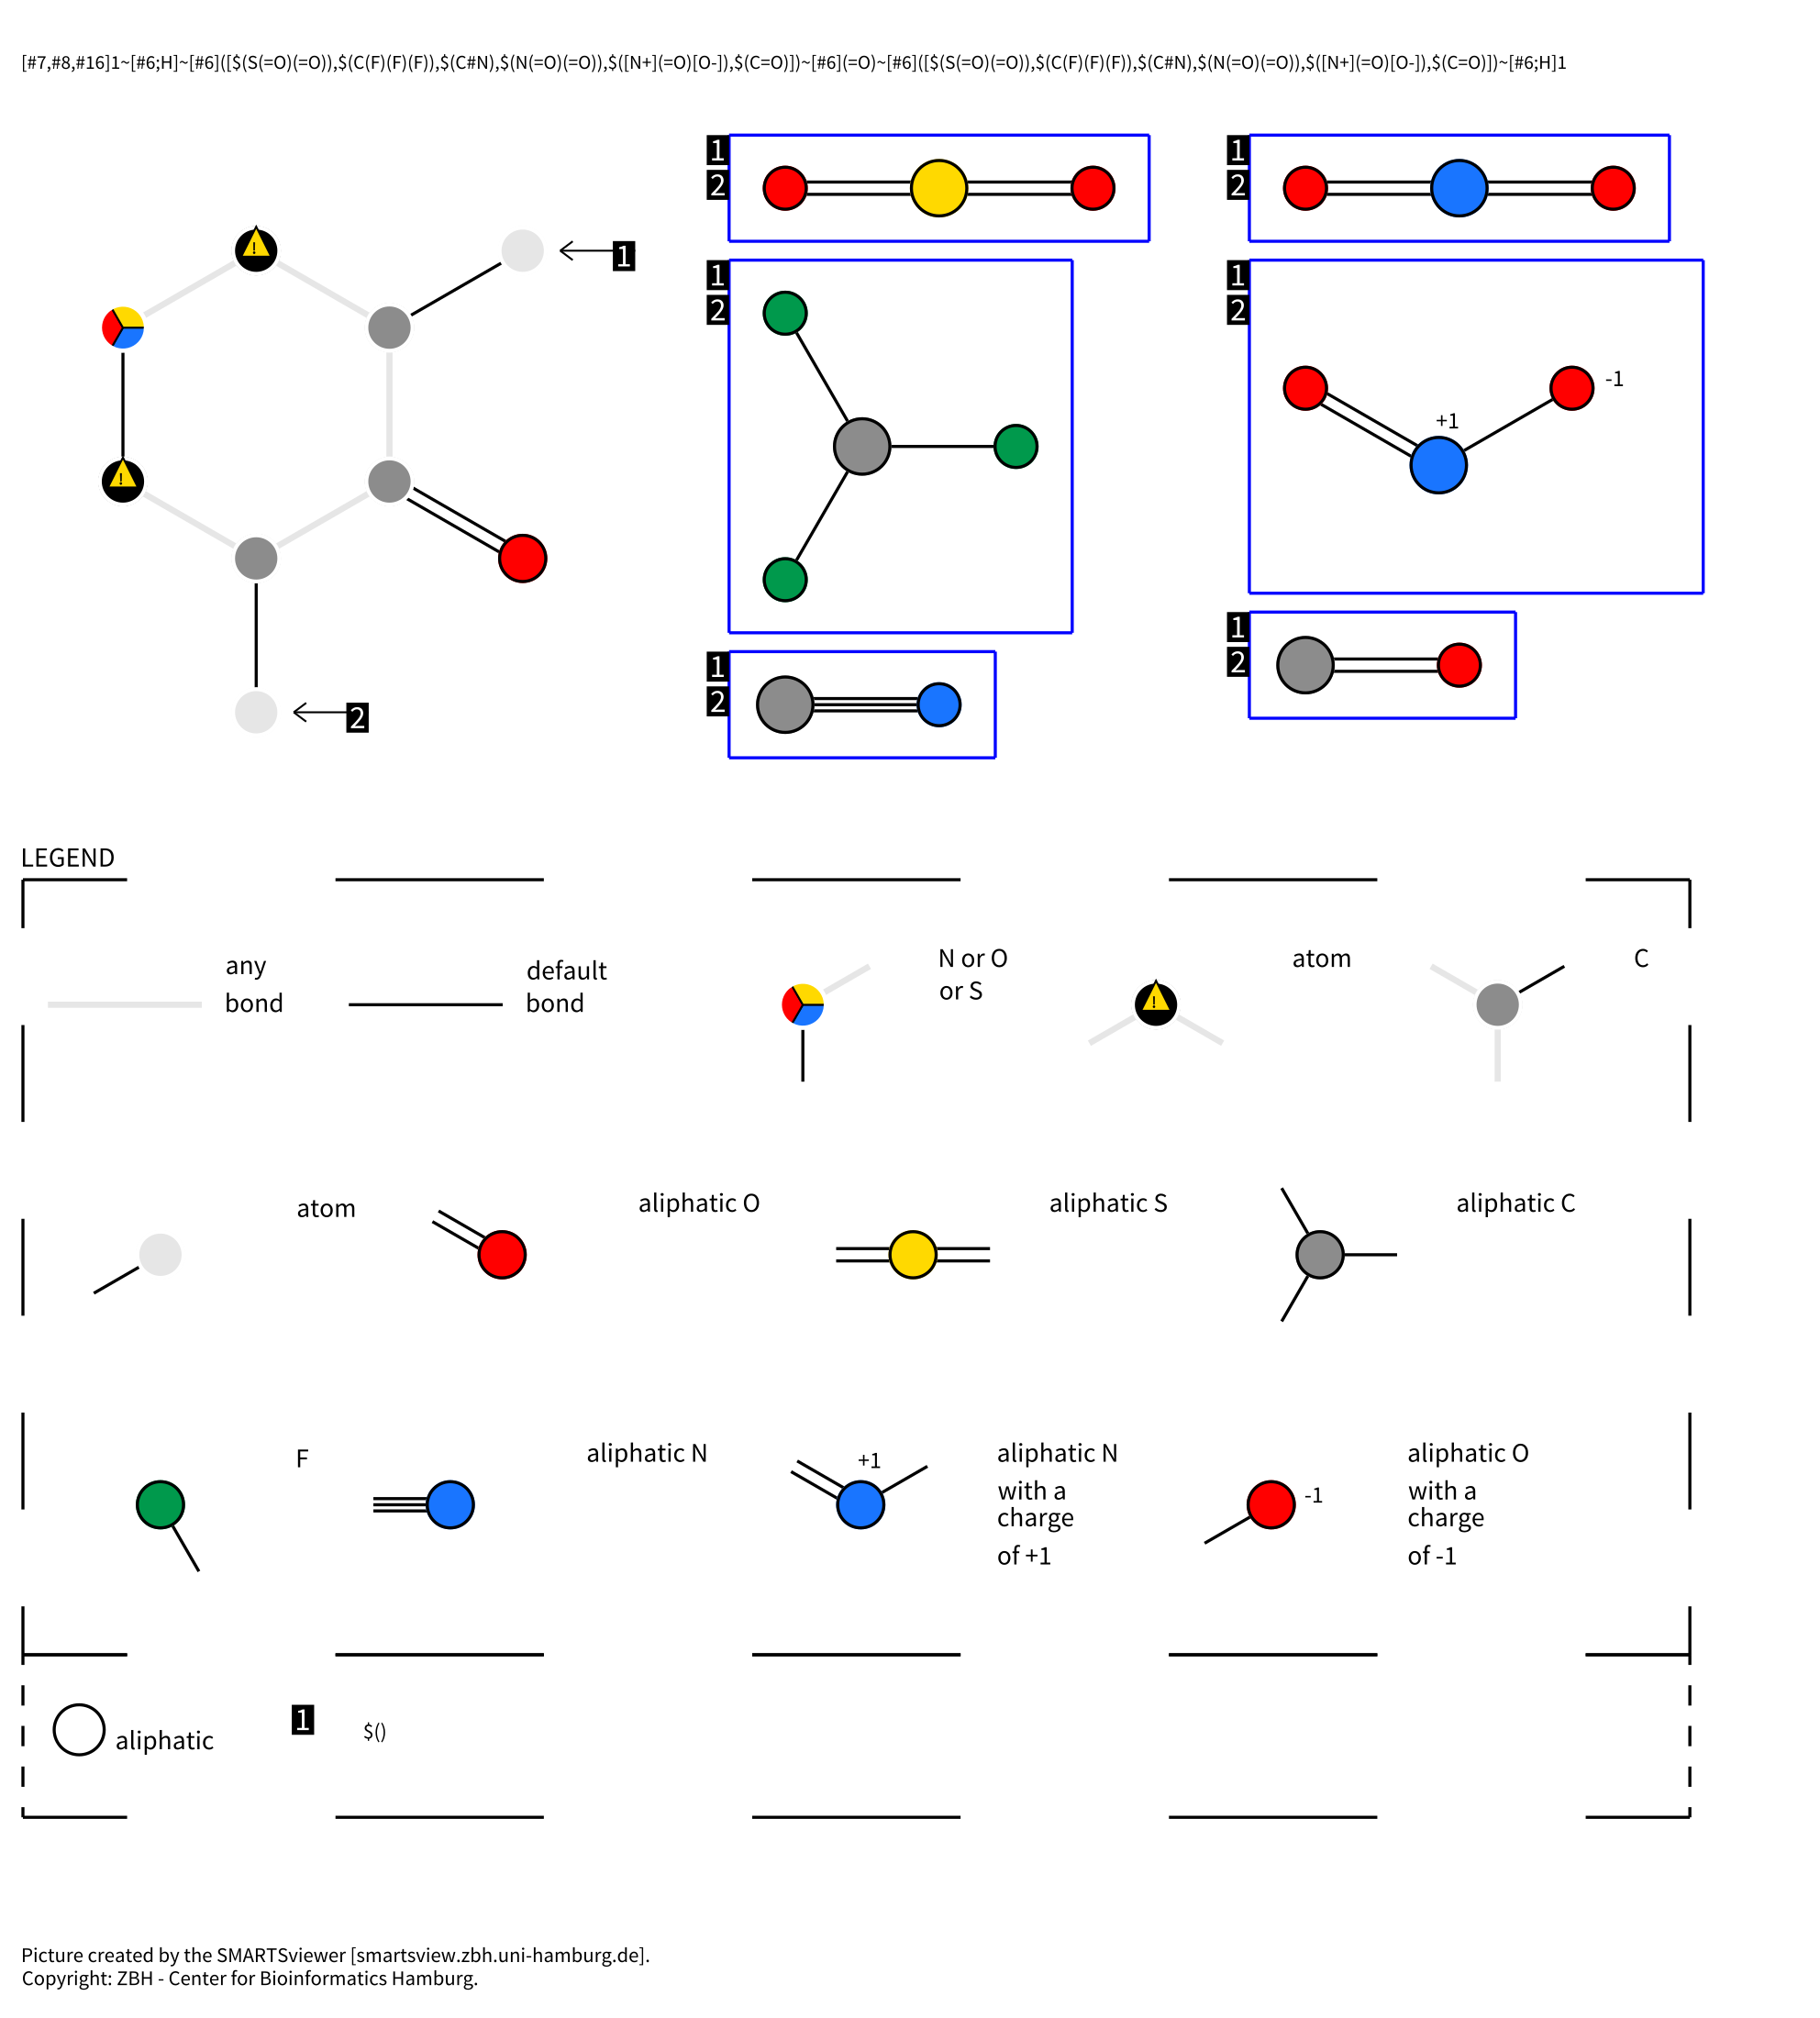 [#7,#8,#16]1~[#6;H]~[#6]([$(S(=O)(=O)),$(C(F)(F)(F)),$(C#N),$(N(=O)(=O)),$([N+](=O)[O-]),$(C=O)])~[#6](=O)~[#6]([$(S(=O)(=O)),$(C(F)(F)(F)),$(C#N),$(N(=O)(=O)),$([N+](=O)[O-]),$(C=O)])~[#6;H]1
1
2
1
2
!
1
1
2
1
2
-1
+1
!
1
2
1
2
2
LEGEND
any
bond
default
bond
N or O
or S
!
atom
C
atom
aliphatic O
aliphatic S
aliphatic C
F
aliphatic N
+1
aliphatic N
with a
charge
of +1
-1
aliphatic O
with a
charge
of -1
aliphatic
1
$()
Picture created by the SMARTSviewer [smartsview.zbh.uni-hamburg.de].
Copyright: ZBH - Center for Bioinformatics Hamburg.